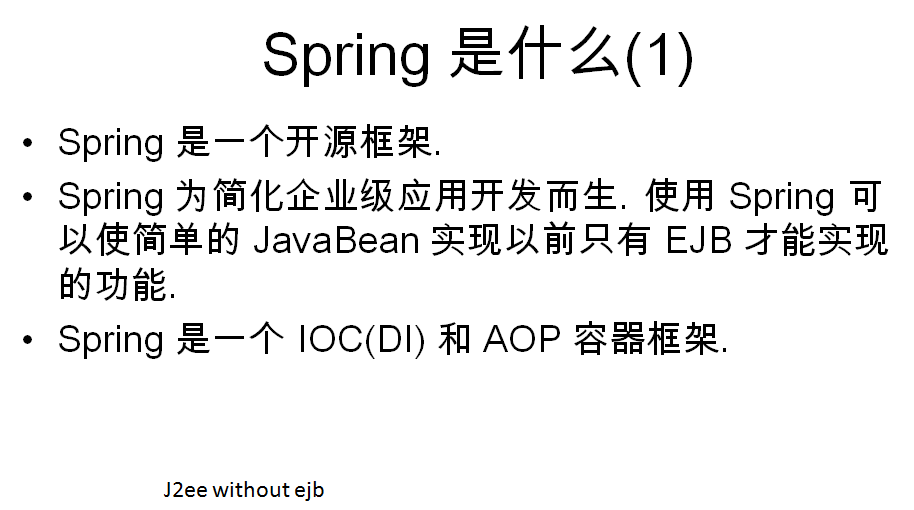 Spring 是什么(1)
• Spring 是一个开源框架.
• Spring 为简化企业级应用开发而生. 使用 Spring 可
以使简单的 JavaBean 实现以前只有 EJB 才能实现
的功能.
• Spring 是一个 IOC(DI) 和 AOP 容器框架.
J2ee without ejb